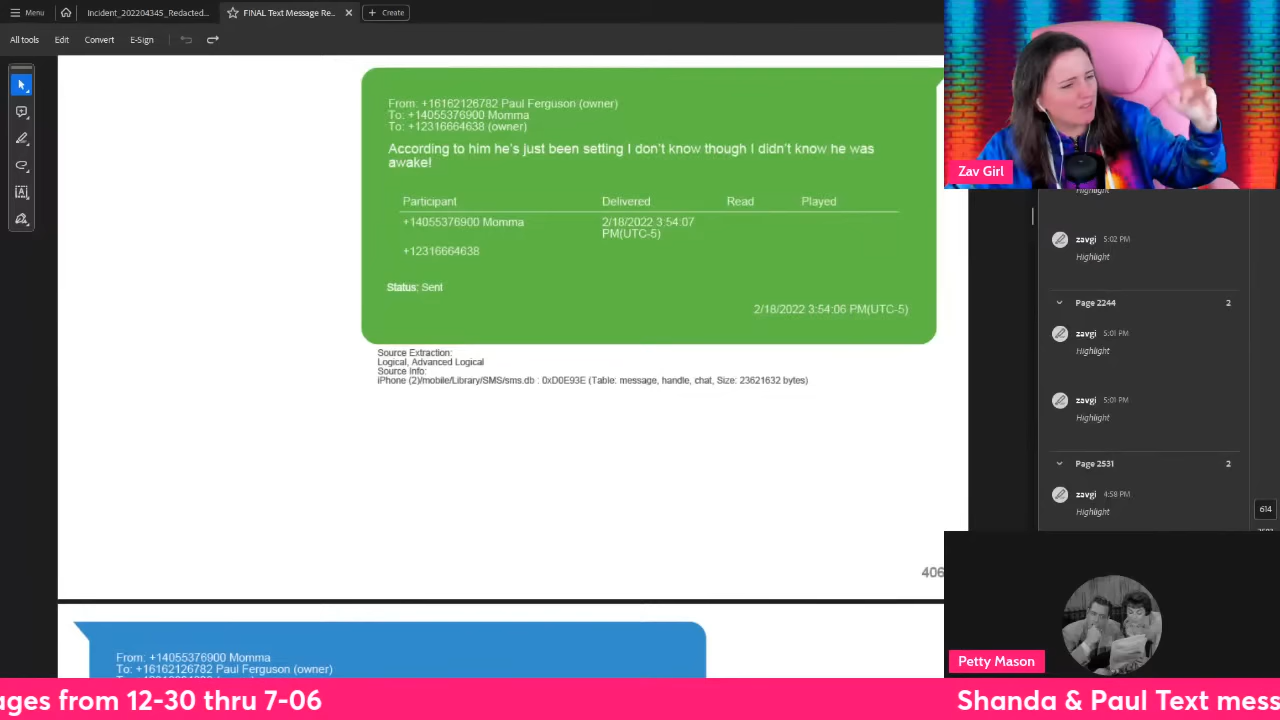 Menu
Incident_202204345_Redacted...
FINAL Text Message Re...
Create
All tools
Edit
Convert
E-Sign
From: +16162126782 Paul Ferguson (owner)
To: +14055376900 Momma
To: +12316664638 (owner)
According to him he's just been setting I don't know though I didn't know he was
awake!
Participant Delivered Read Played
+14055376900 Momma 2/18/2022 3:54:07
PM(UTC-5)
+12316664638
Status: Sent
2/18/2022 3:54:06 PM(UTC-5)
Source Extraction:
Logical, Advanced Logical
Source Info:
iPhone (2)/mobile/Library/SMS/sms.db : 0xD0E93E (Table: message, handle, chat, Size: 23621632 bytes)
406
From: +14055376900 Momma
To: +16162126782 Paul Ferguson (owner)
Zav Girl
Highlight
zavgi 5:02 PM
Highlight
Page 2244 2
zavgi 5:01 PM
Highlight
zavgi 5:01 PM
Highlight
Page 2531 2
zavgi 4:58 PM
Highlight
614
Petty Mason
ages from 12-30 thru 7-06
Shanda & Paul Text mess